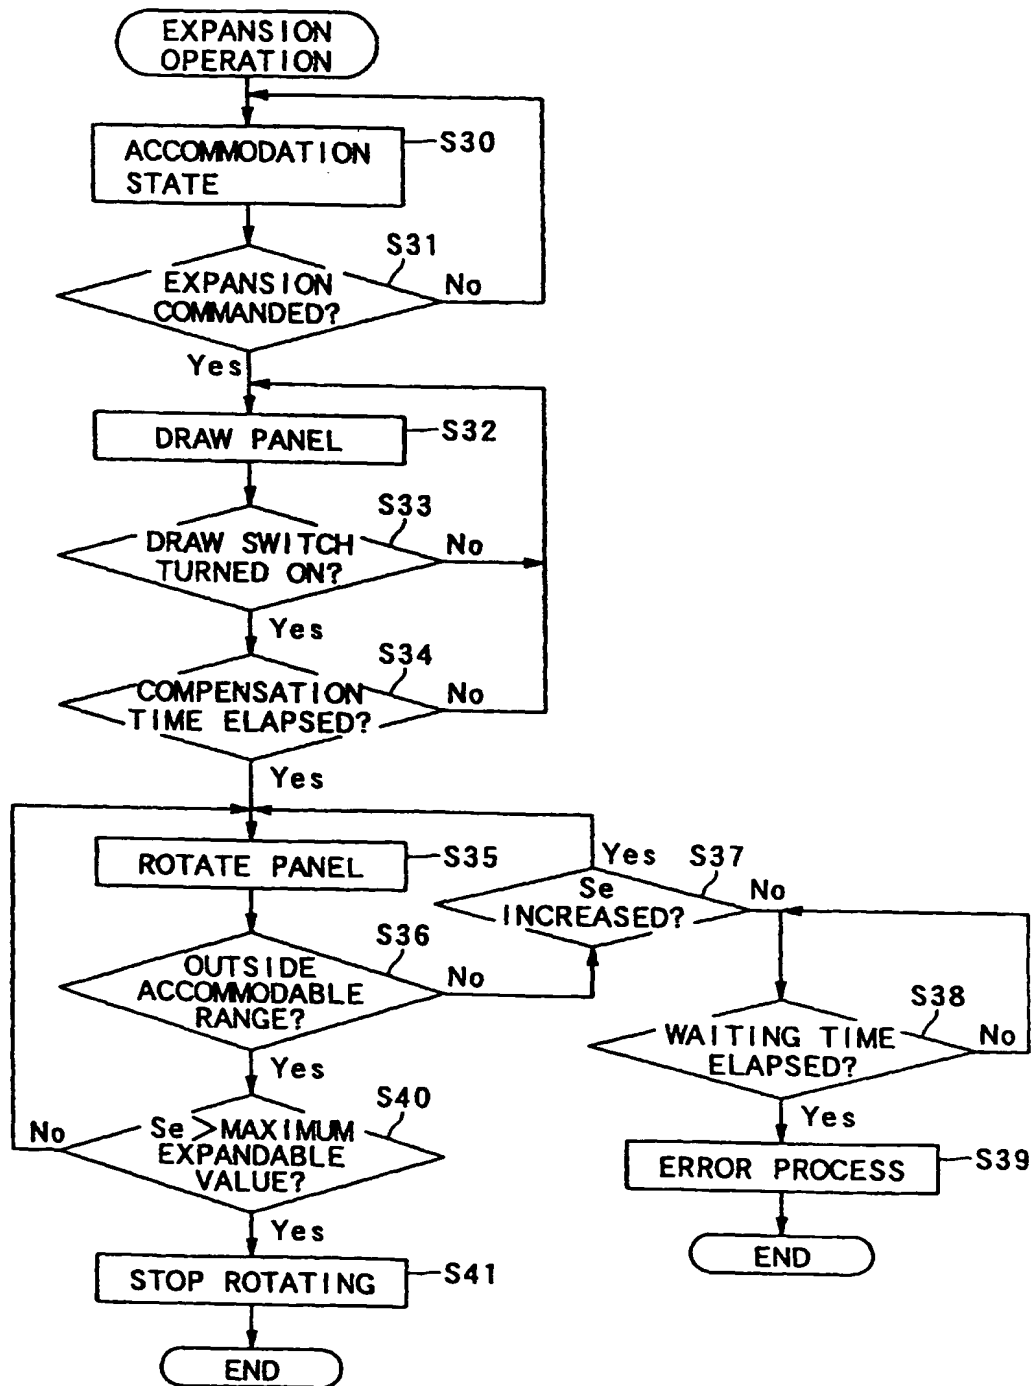 EXPANSION
OPERATION
ACCOMMODATION
STATE
S30
S31
EXPANSION
COMMANDED?
No
Yes
DRAW PANEL
S32
S33
DRAW SWITCH
TURNED ON?
No
Yes
S34
COMPENSATION
TIME ELAPSED?
No
Yes
ROTATE PANEL
S35
S36
OUTSIDE
ACCOMMODABLE
RANGE?
No
Yes
Yes
S37
Se
INCREASED?
No
S38
WAITING TIME
ELAPSED?
No
Yes
ERROR PROCESS
S39
END
S40
No
Se >MAXIMUM
EXPANDABLE
VALUE?
Yes
STOP ROTATING
S41
END